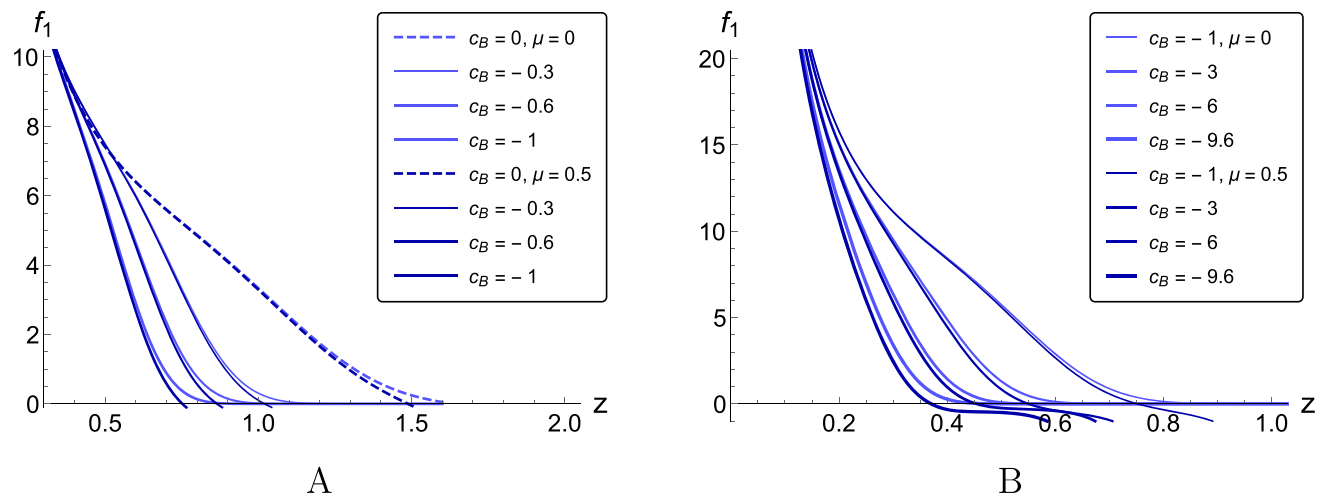 f₁
10
8
6
4
2
0
0.5
1.0
1.5
2.0
z
c_B = 0, μ = 0
c_B = − 0.3
c_B = − 0.6
c_B = − 1
c_B = 0, μ = 0.5
c_B = − 0.3
c_B = − 0.6
c_B = − 1
A
f₁
20
15
10
5
0
0.2
0.4
0.6
0.8
1.0
z
c_B = − 1, μ = 0
c_B = − 3
c_B = − 6
c_B = − 9.6
c_B = − 1, μ = 0.5
c_B = − 3
c_B = − 6
c_B = − 9.6
B